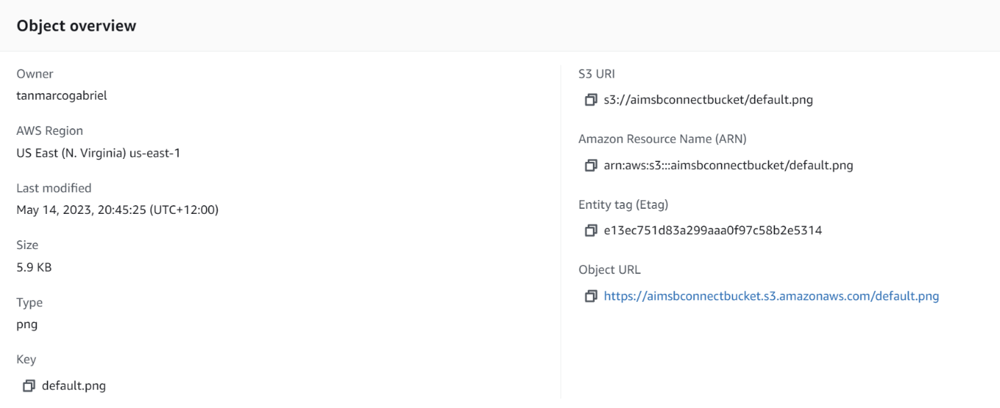 Object overview
Owner
tanmarcogabriel
AWS Region
US East (N. Virginia) us-east-1
Last modified
May 14, 2023, 20:45:25 (UTC+12:00)
Size
5.9 KB
Type
png
Key
default.png
S3 URI
s3://aimsbconnectbucket/default.png
Amazon Resource Name (ARN)
arn:aws:s3:::aimsbconnectbucket/default.png
Entity tag (Etag)
e13ec751d83a299aaa0f97c58b2e5314
Object URL
https://aimsbconnectbucket.s3.amazonaws.com/default.png